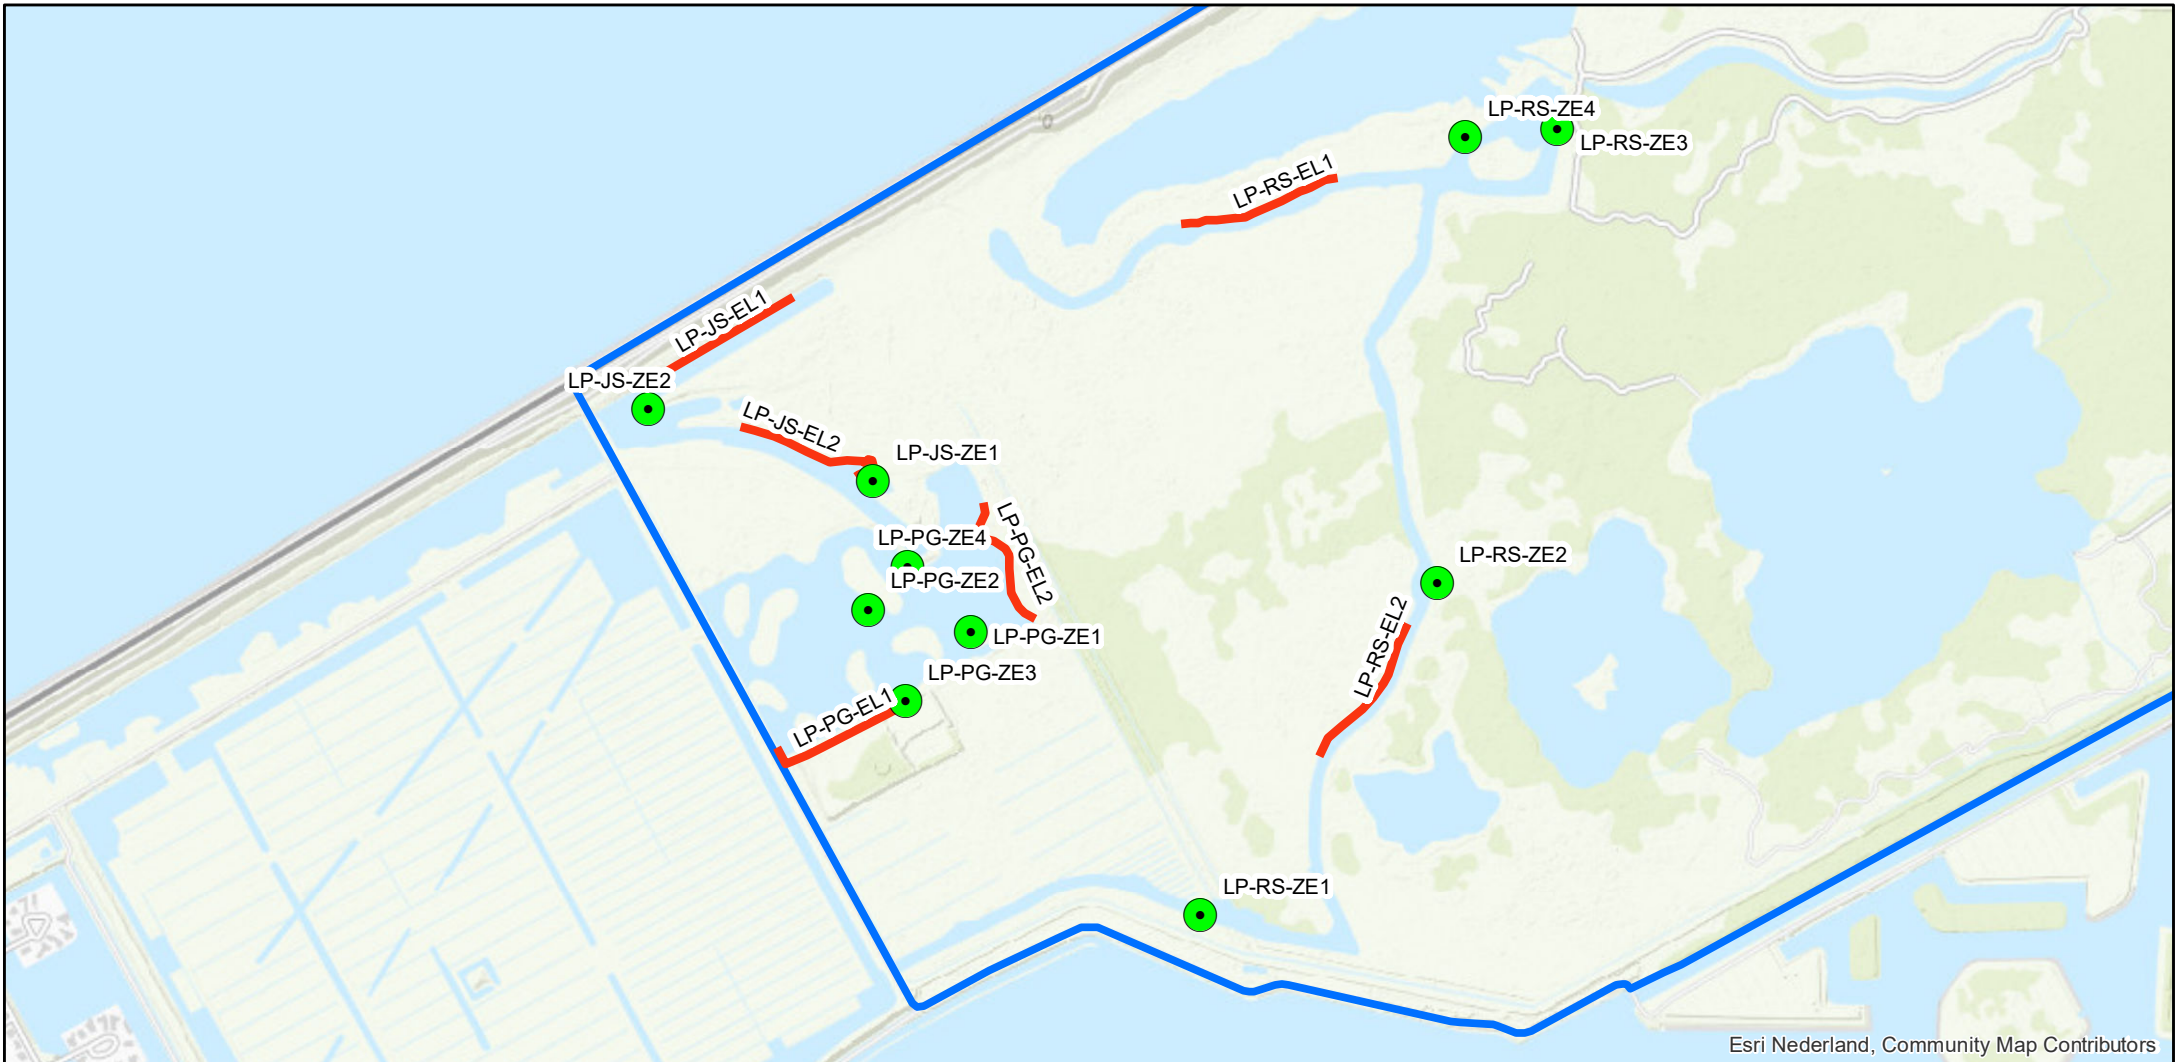 LP-RS-ZE4
LP-RS-ZE3
LP-RS-EL1
LP-JS-EL1
LP-JS-ZE2
LP-JS-EL2
LP-JS-ZE1
LP-PG-EL2
LP-PG-ZE4
LP-RS-ZE2
LP-PG-ZE2
LP-PG-ZE1
LP-RS-EL2
LP-PG-ZE3
LP-PG-EL1
LP-RS-ZE1
Esri Nederland, Community Map Contributors